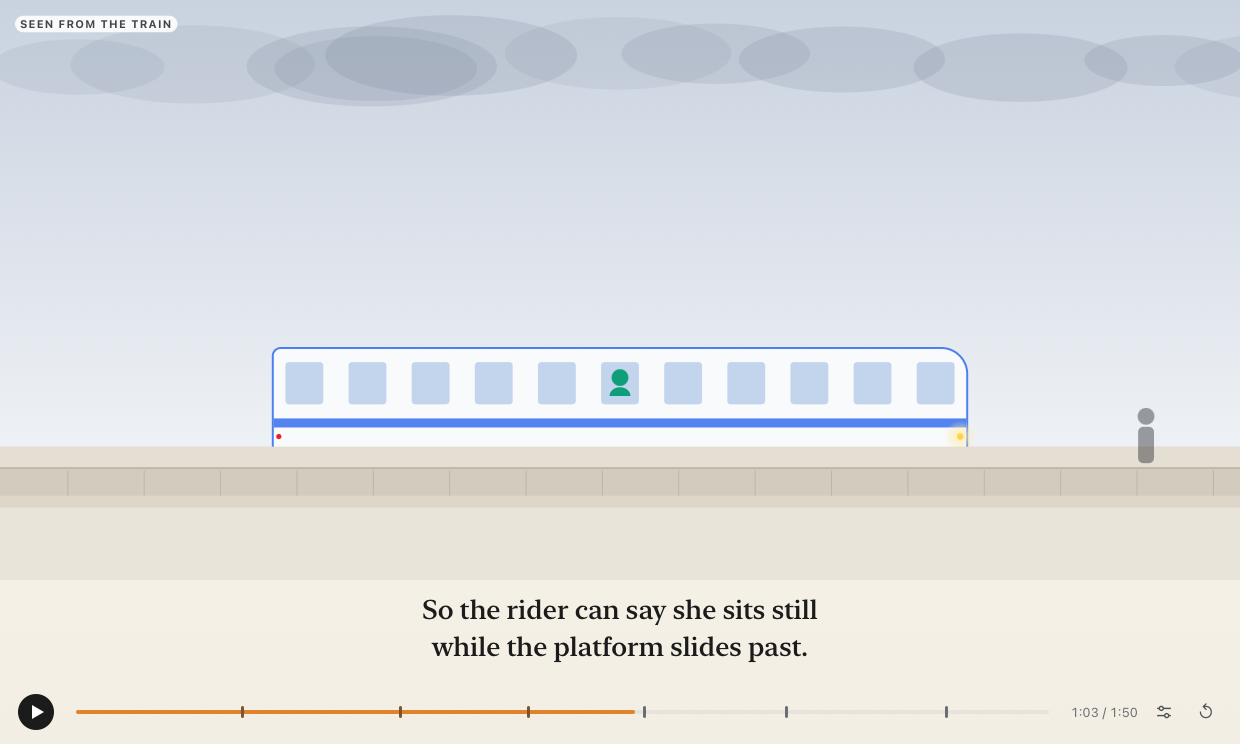 SEEN FROM THE TRAIN
So the rider can say she sits still
while the platform slides past.
1:03 / 1:50